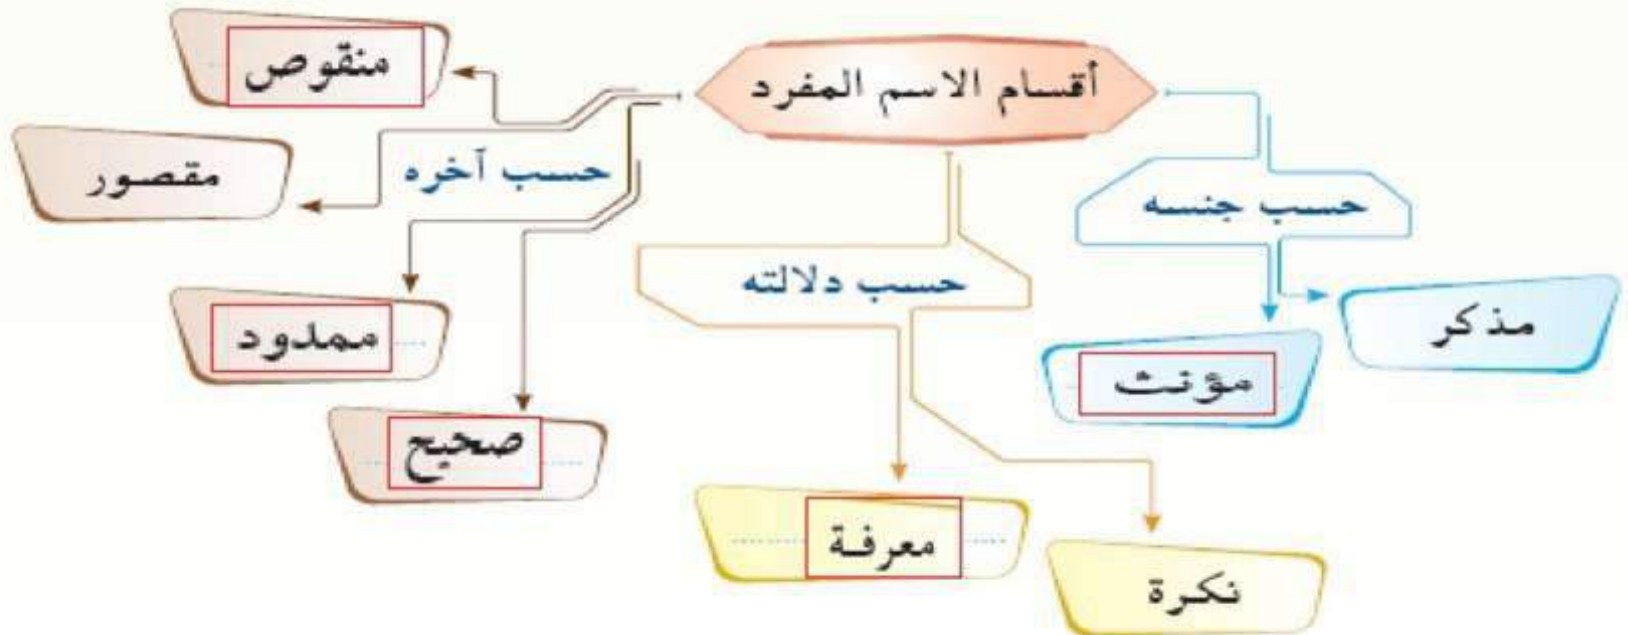 أقسام الاسم المفرد
حسب جنسه
مذكر
مؤنث
حسب دلالته
نكرة
معرفة
حسب آخره
منقوص
مقصور
ممدود
صحيح